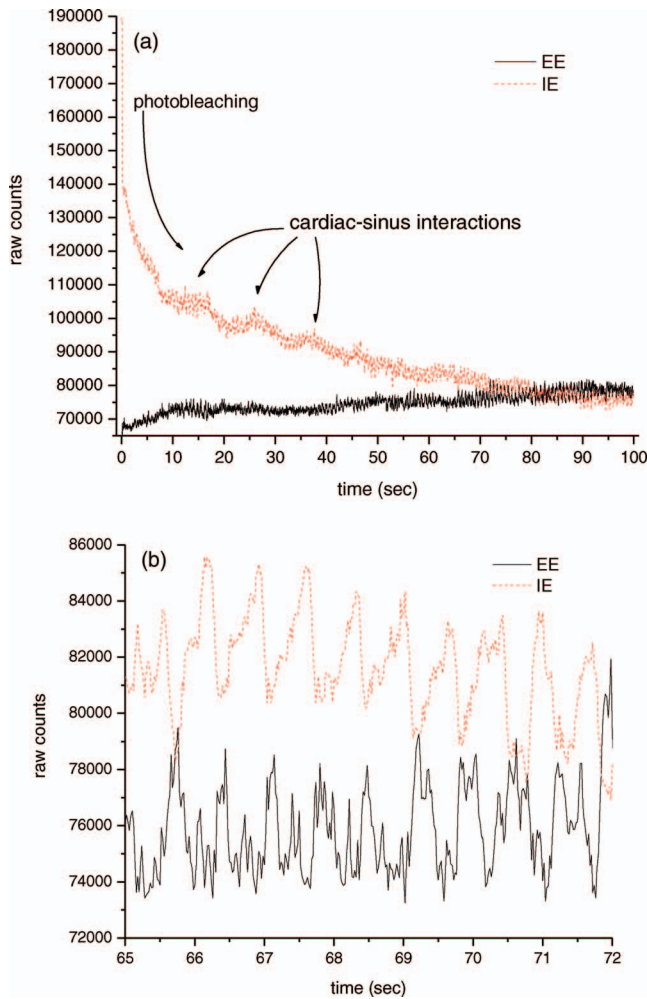 190000
180000
170000
160000
150000
140000
130000
120000
110000
100000
90000
80000
70000
raw counts
(a)
EE
IE
photobleaching
cardiac-sinus interactions
0 10 20 30 40 50 60 70 80 90 100
time (sec)
86000
84000
82000
80000
78000
76000
74000
72000
raw counts
(b)
EE
IE
65 66 67 68 69 70 71 72
time (sec)